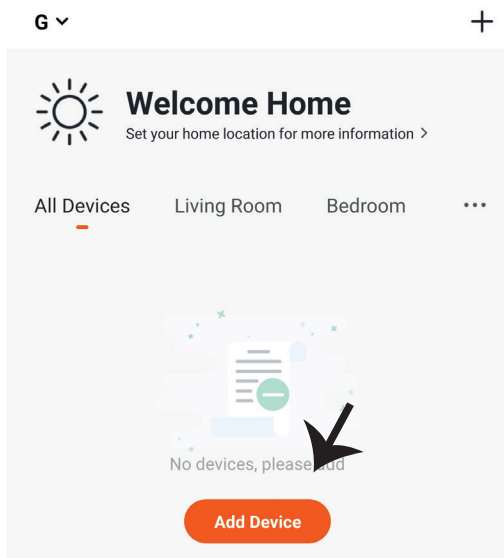 G
Welcome Home
Set your home location for more information >
All Devices Living Room Bedroom ...
No devices, please add
Add Device